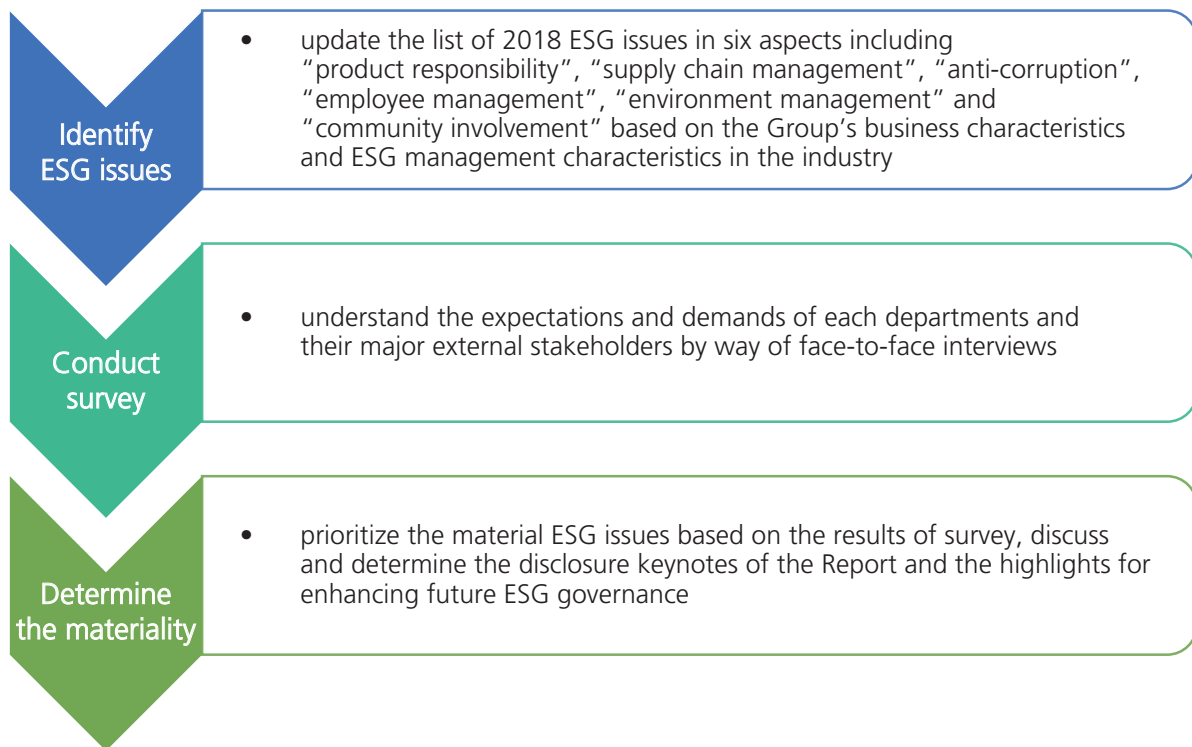 Identify
ESG issues
• update the list of 2018 ESG issues in six aspects including
“product responsibility”, “supply chain management”, “anti-corruption”,
“employee management”, “environment management” and
“community involvement” based on the Group’s business characteristics
and ESG management characteristics in the industry
Conduct
survey
• understand the expectations and demands of each departments and
their major external stakeholders by way of face-to-face interviews
Determine
the materiality
• prioritize the material ESG issues based on the results of survey, discuss
and determine the disclosure keynotes of the Report and the highlights for
enhancing future ESG governance